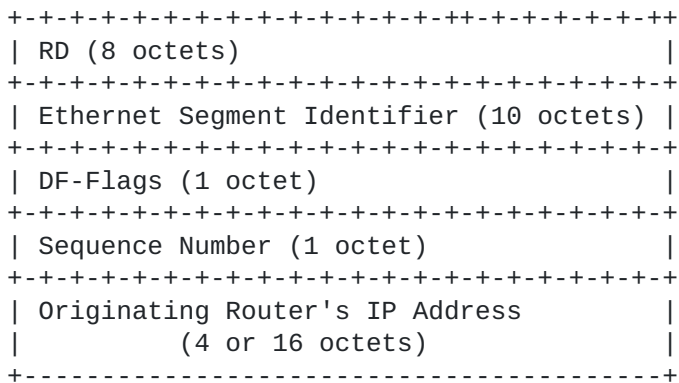 +-+-+-+-+-+-+-+-+-+-+-+-+-+-++-+-+-+-+-+-++
| RD (8 octets) |
+-+-+-+-+-+-+-+-+-+-+-+-+-+-+-+-+-+-+-+-+-+
| Ethernet Segment Identifier (10 octets) |
+-+-+-+-+-+-+-+-+-+-+-+-+-+-+-+-+-+-+-+-+-+
| DF-Flags (1 octet) |
+-+-+-+-+-+-+-+-+-+-+-+-+-+-+-+-+-+-+-+-+-+
| Sequence Number (1 octet) |
+-+-+-+-+-+-+-+-+-+-+-+-+-+-+-+-+-+-+-+-+-+
| Originating Router's IP Address |
| (4 or 16 octets) |
+-----------------------------------------+